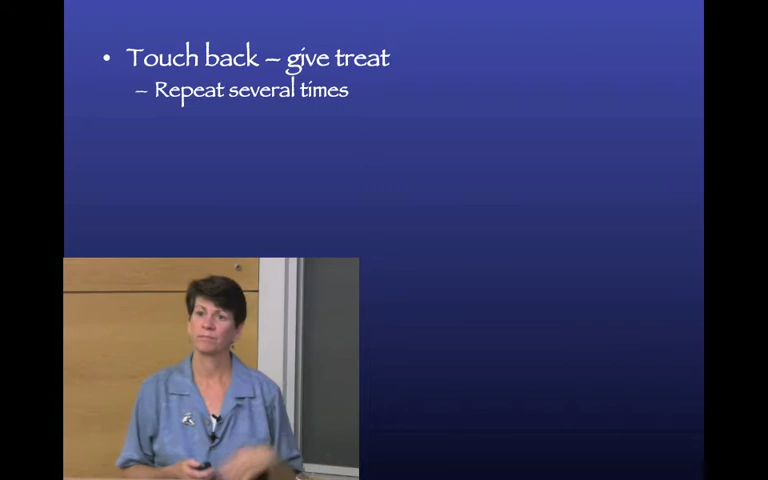 • Touch back – give treat
– Repeat several times